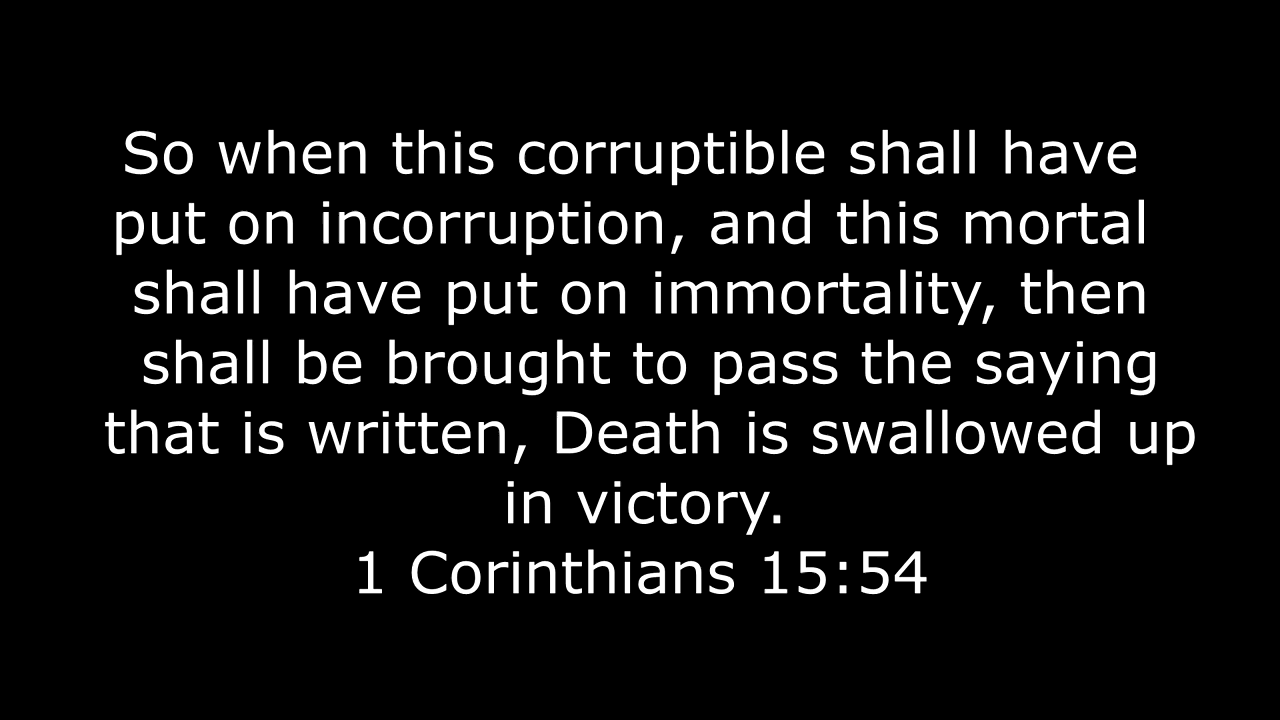 So when this corruptible shall have
put on incorruption, and this mortal
shall have put on immortality, then
shall be brought to pass the saying
that is written, Death is swallowed up
in victory.
1 Corinthians 15:54